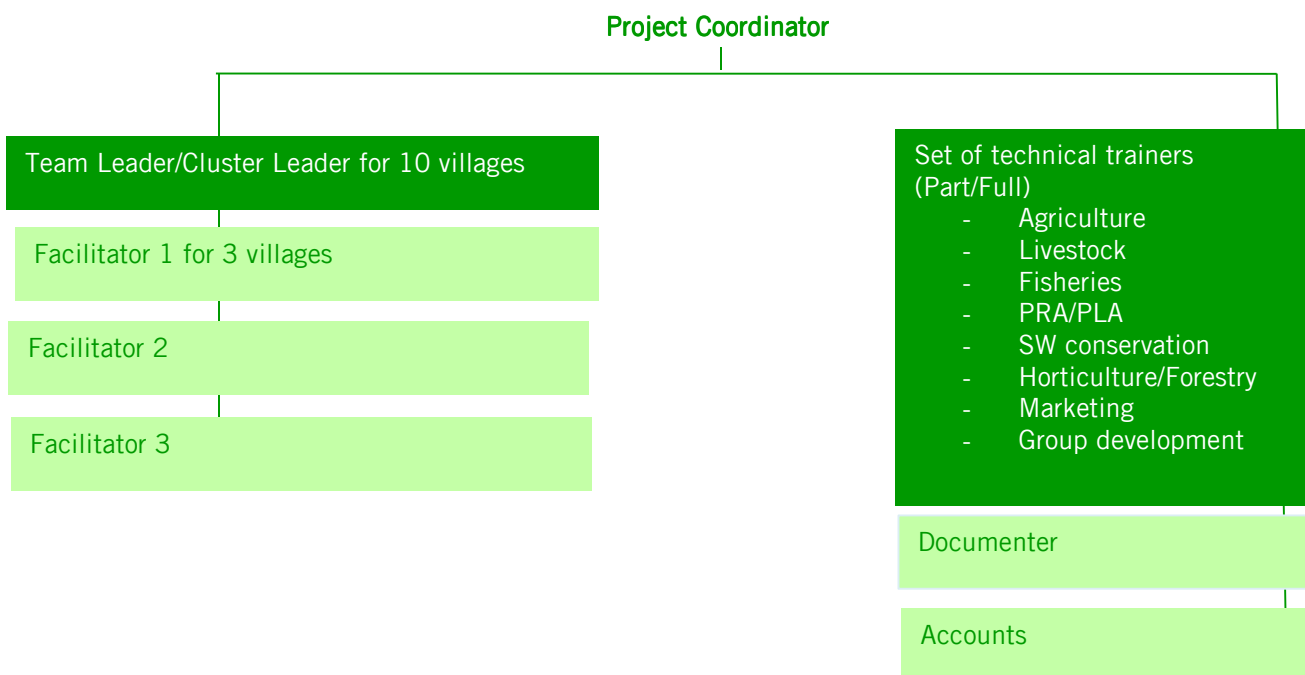 Project Coordinator
Team Leader/Cluster Leader for 10 villages
Facilitator 1 for 3 villages
Facilitator 2
Facilitator 3
Set of technical trainers
(Part/Full)
- Agriculture
- Livestock
- Fisheries
- PRA/PLA
- SW conservation
- Horticulture/Forestry
- Marketing
- Group development
Documenter
Accounts